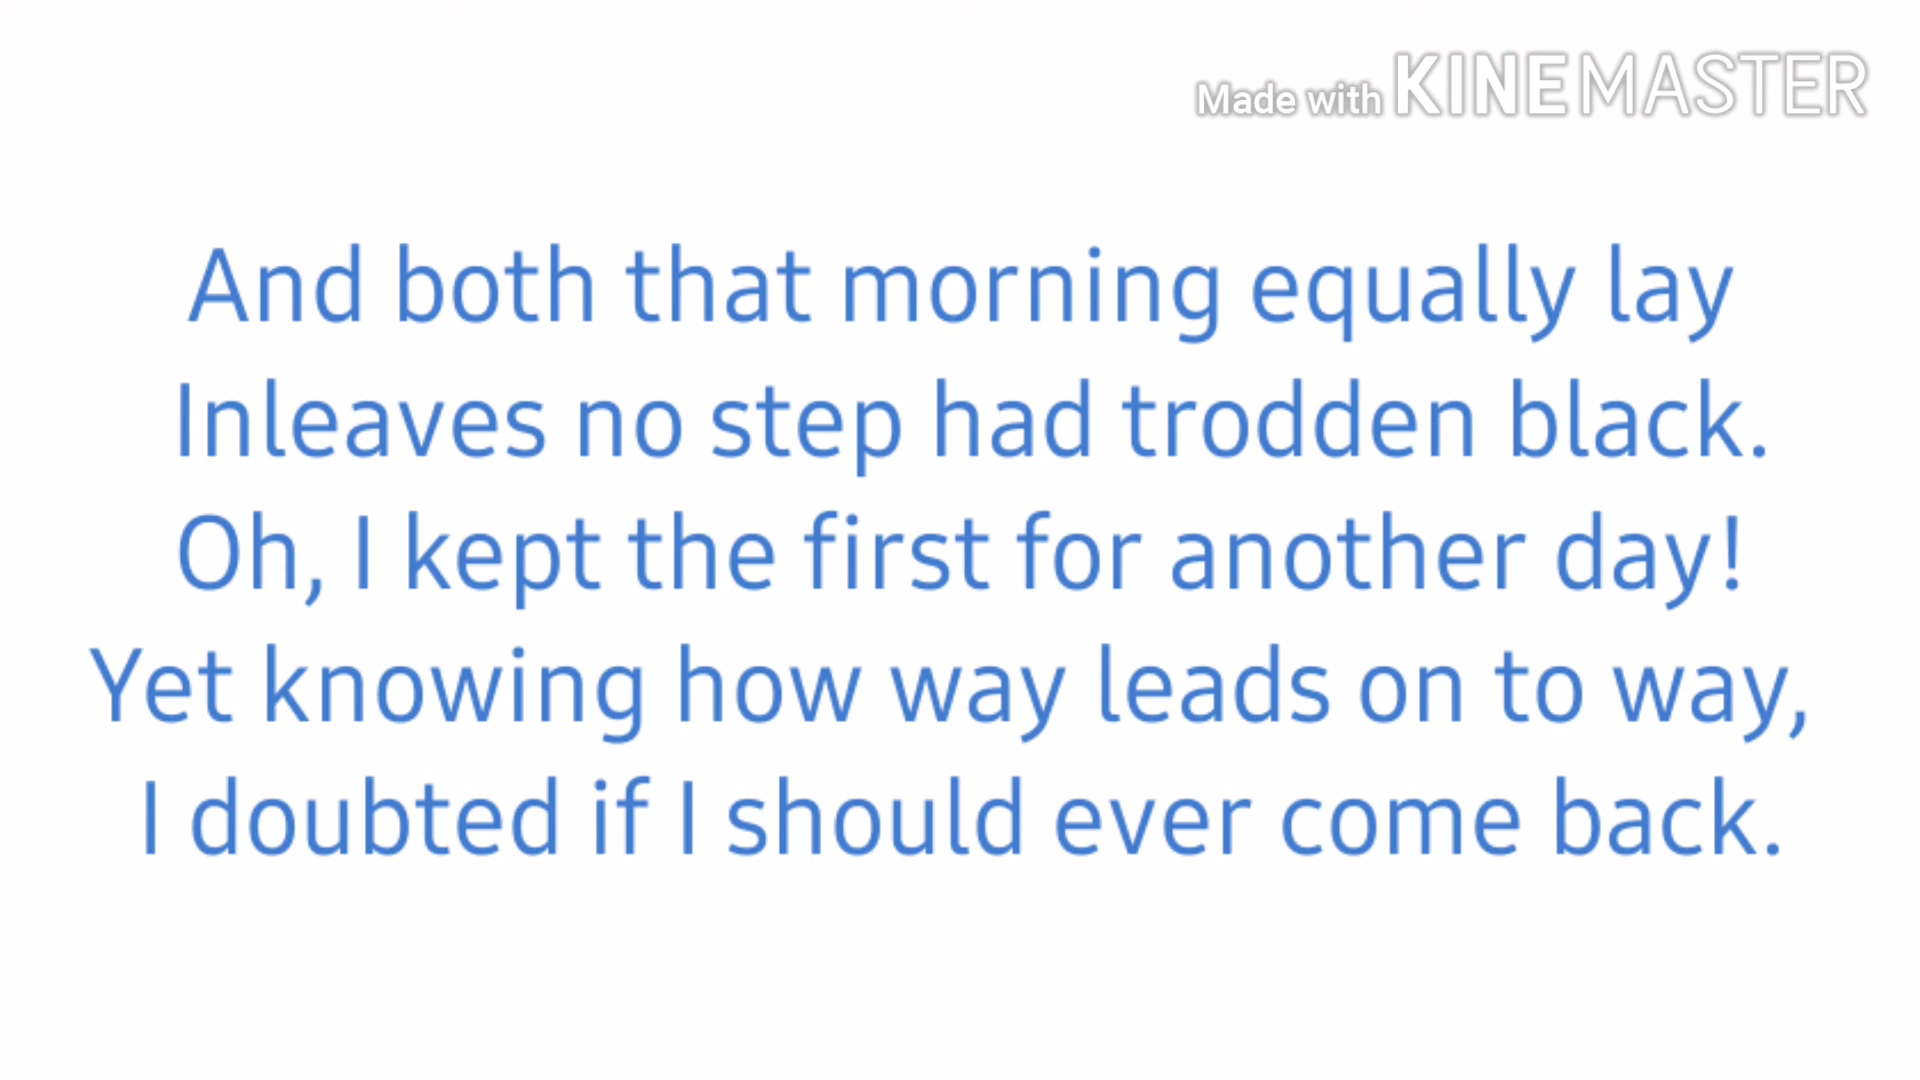 Made with KINEMASTER
And both that morning equally lay
Inleaves no step had trodden black.
Oh, I kept the first for another day!
Yet knowing how way leads on to way,
I doubted if I should ever come back.